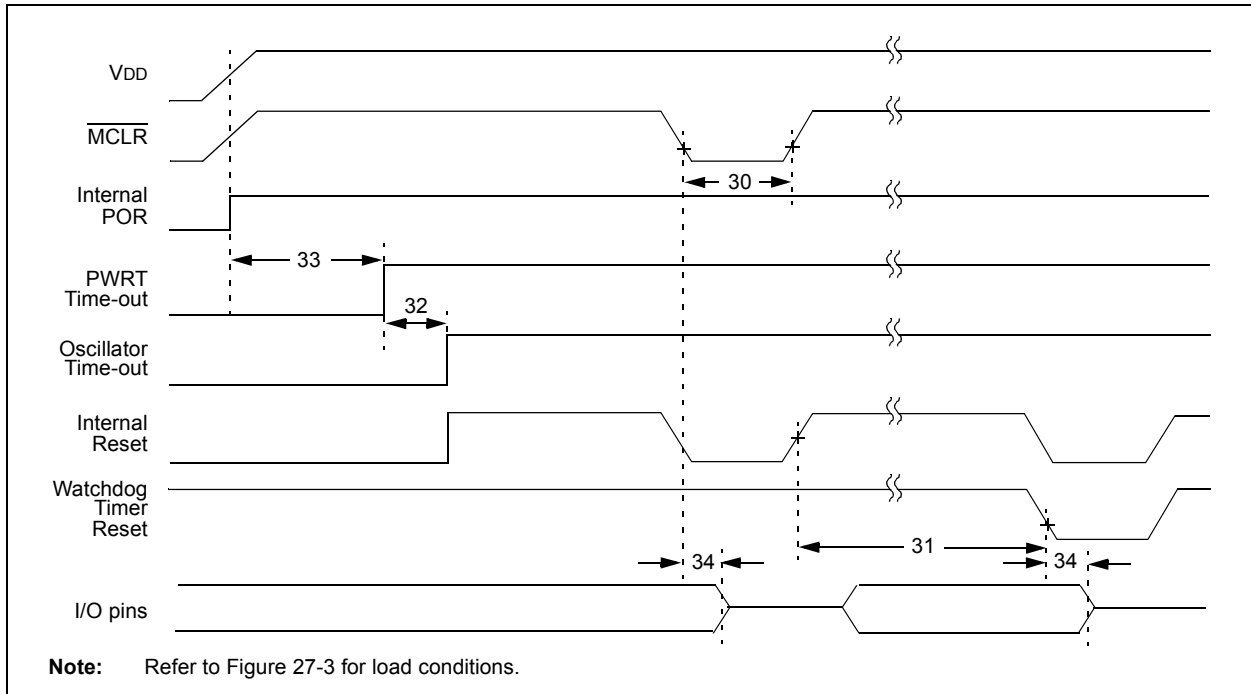 VDD
MCLR
30
Internal
POR
33
PWRT
Time-out
32
Oscillator
Time-out
Internal
Reset
Watchdog
Timer
Reset
31
34
34
I/O pins
Note: Refer to Figure 27-3 for load conditions.